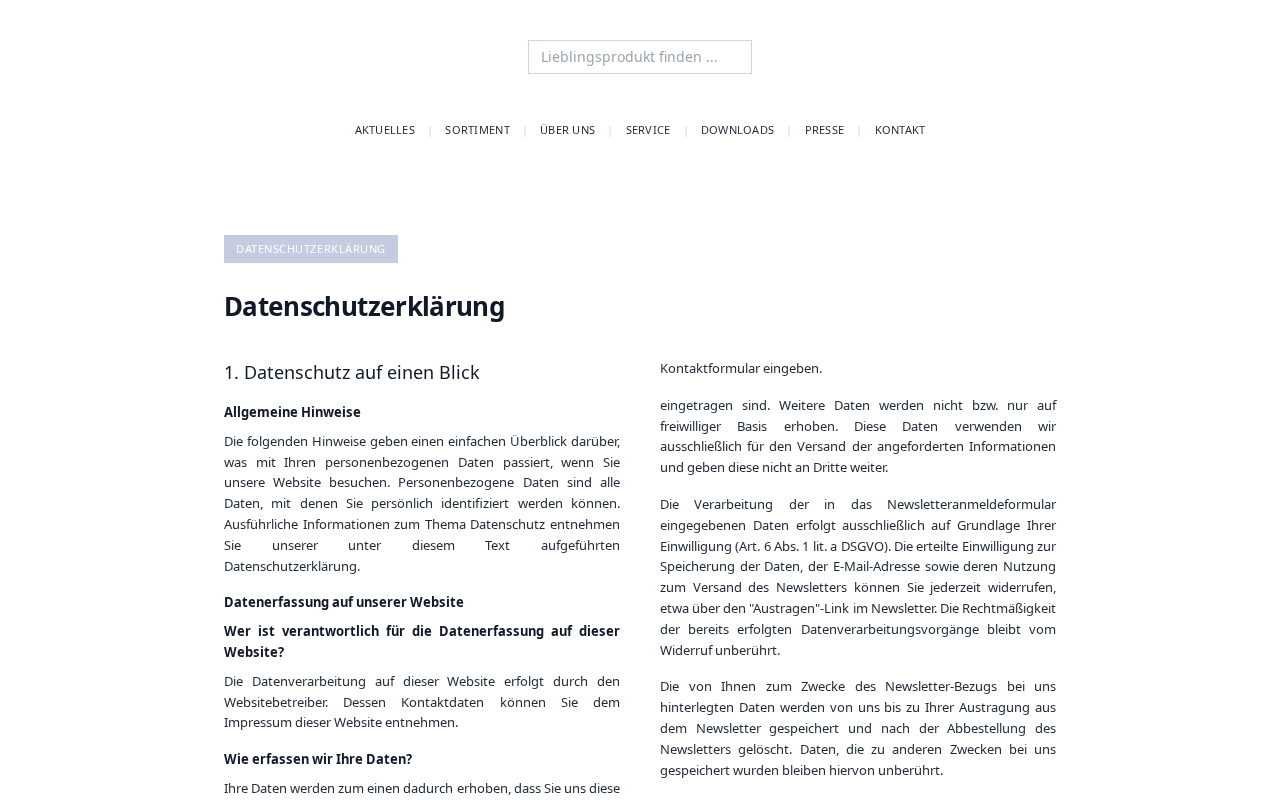 Lieblingsprodukt finden ...
AKTUELLES | SORTIMENT | ÜBER UNS | SERVICE | DOWNLOADS | PRESSE | KONTAKT
DATENSCHUTZERKLÄRUNG
Datenschutzerklärung
1. Datenschutz auf einen Blick
Allgemeine Hinweise
Die folgenden Hinweise geben einen einfachen Überblick darüber,
was mit Ihren personenbezogenen Daten passiert, wenn Sie
unsere Website besuchen. Personenbezogene Daten sind alle
Daten, mit denen Sie persönlich identifiziert werden können.
Ausführliche Informationen zum Thema Datenschutz entnehmen
Sie unserer unter diesem Text aufgeführten
Datenschutzerklärung.
Datenerfassung auf unserer Website
Wer ist verantwortlich für die Datenerfassung auf dieser
Website?
Die Datenverarbeitung auf dieser Website erfolgt durch den
Websitebetreiber. Dessen Kontaktdaten können Sie dem
Impressum dieser Website entnehmen.
Wie erfassen wir Ihre Daten?
Ihre Daten werden zum einen dadurch erhoben, dass Sie uns diese
Kontaktformular eingeben.
eingetragen sind. Weitere Daten werden nicht bzw. nur auf
freiwilliger Basis erhoben. Diese Daten verwenden wir
ausschließlich für den Versand der angeforderten Informationen
und geben diese nicht an Dritte weiter.
Die Verarbeitung der in das Newsletteranmeldeformular
eingegebenen Daten erfolgt ausschließlich auf Grundlage Ihrer
Einwilligung (Art. 6 Abs. 1 lit. a DSGVO). Die erteilte Einwilligung zur
Speicherung der Daten, der E-Mail-Adresse sowie deren Nutzung
zum Versand des Newsletters können Sie jederzeit widerrufen,
etwa über den "Austragen"-Link im Newsletter. Die Rechtmäßigkeit
der bereits erfolgten Datenverarbeitungsvorgänge bleibt vom
Widerruf unberührt.
Die von Ihnen zum Zwecke des Newsletter-Bezugs bei uns
hinterlegten Daten werden von uns bis zu Ihrer Austragung aus
dem Newsletter gespeichert und nach der Abbestellung des
Newsletters gelöscht. Daten, die zu anderen Zwecken bei uns
gespeichert wurden bleiben hiervon unberührt.